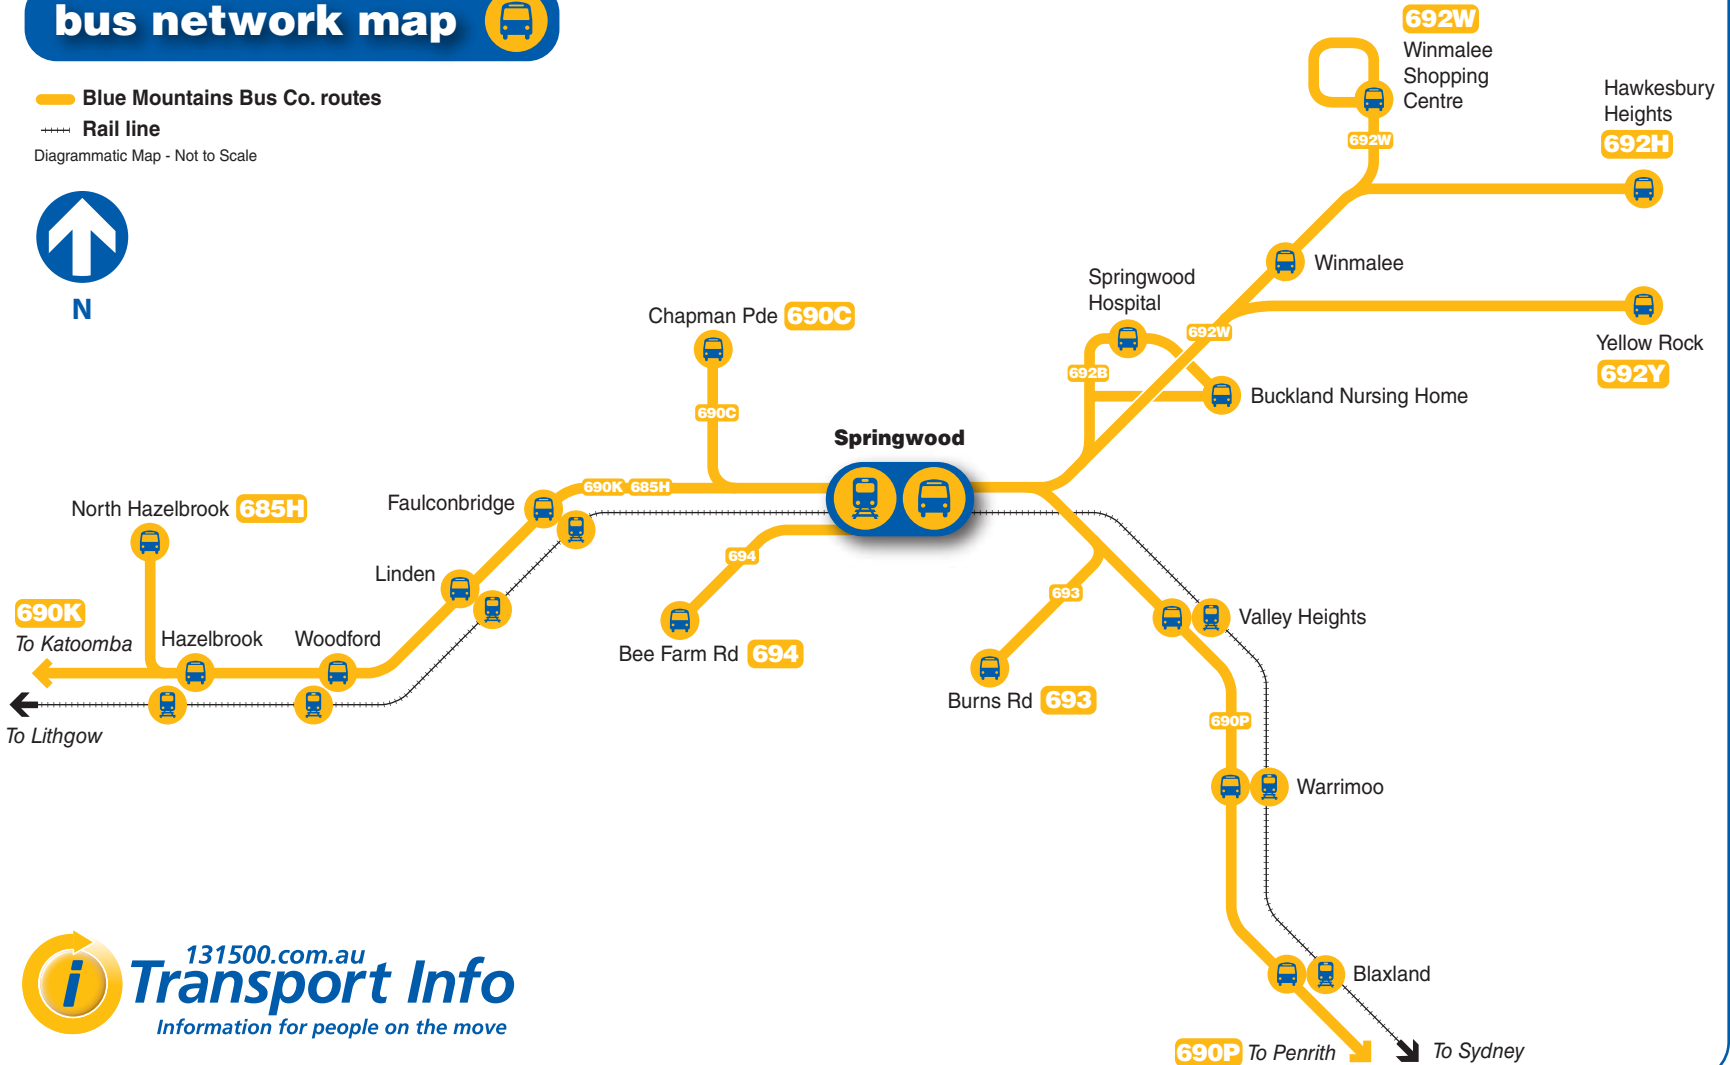 bus network map
Blue Mountains Bus Co. routes
Rail line
Diagrammatic Map - Not to Scale
N
692W
Winmalee
Shopping
Centre
692W
Hawkesbury
Heights
692H
Winmalee
Springwood
Hospital
692W
692B
Buckland Nursing Home
Yellow Rock
692Y
Chapman Pde 690C
690C
Springwood
690K 685H
Faulconbridge
North Hazelbrook 685H
Linden
690K
To Katoomba
Hazelbrook
Woodford
To Lithgow
694
Bee Farm Rd 694
693
Burns Rd 693
Valley Heights
690P
Warrimoo
Blaxland
690P To Penrith
To Sydney
i
131500.com.au
Transport Info
Information for people on the move